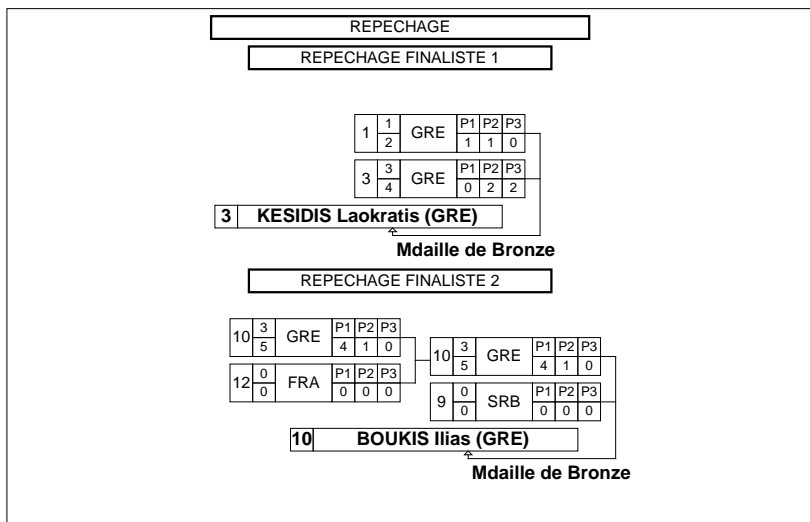 REPECHAGE
REPECHAGE FINALISTE 1
1 1 GRE P1 P2 P3
2 1 1 0
3 3 GRE P1 P2 P3
4 0 2 2
3 KESIDIS Laokratis (GRE)
Mdaille de Bronze
REPECHAGE FINALISTE 2
10 3 GRE P1 P2 P3
5 4 1 0
10 3 GRE P1 P2 P3
5 4 1 0
12 0 FRA P1 P2 P3
0 0 0 0
9 0 SRB P1 P2 P3
0 0 0 0
10 BOUKIS Ilias (GRE)
Mdaille de Bronze